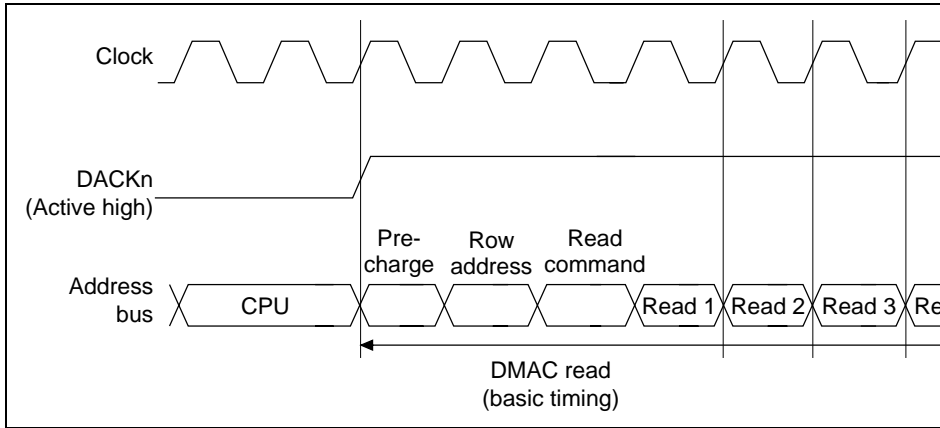 Clock
DACKn
(Active high)
Pre-
charge
Row
address
Read
command
Address
bus
CPU
Read 1
Read 2
Read 3
Re
DMAC read
(basic timing)